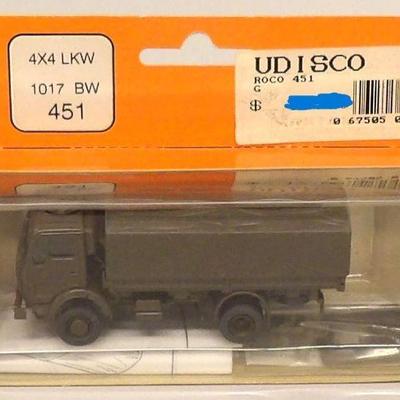 4X4 LKW
1017 BW
451
UDISCO
ROCO 451
G
$
0 67505 0